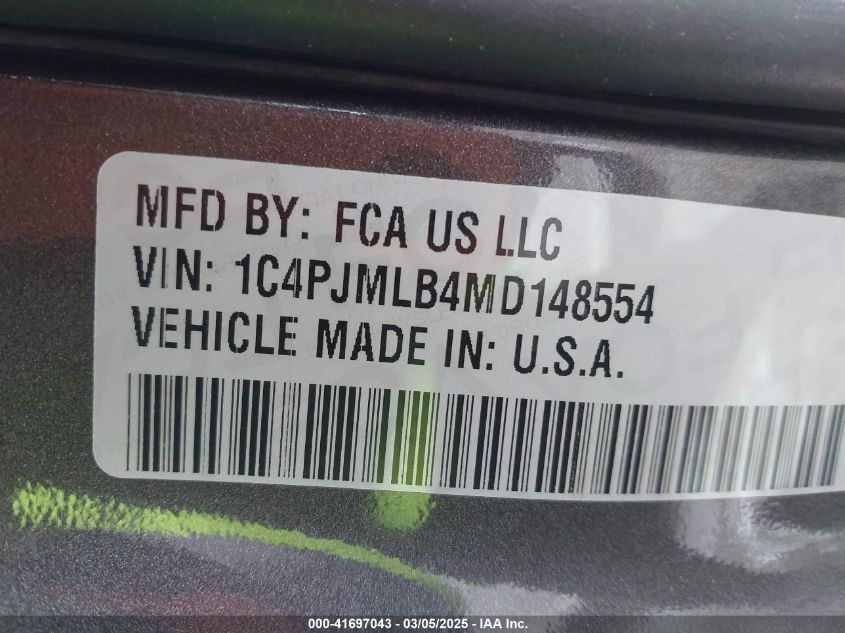 MFD BY: FCA US LLC
VIN: 1C4PJMLB4MD148554
VEHICLE MADE IN: U.S.A.
000-41697043 - 03/05/2025 - IAA Inc.